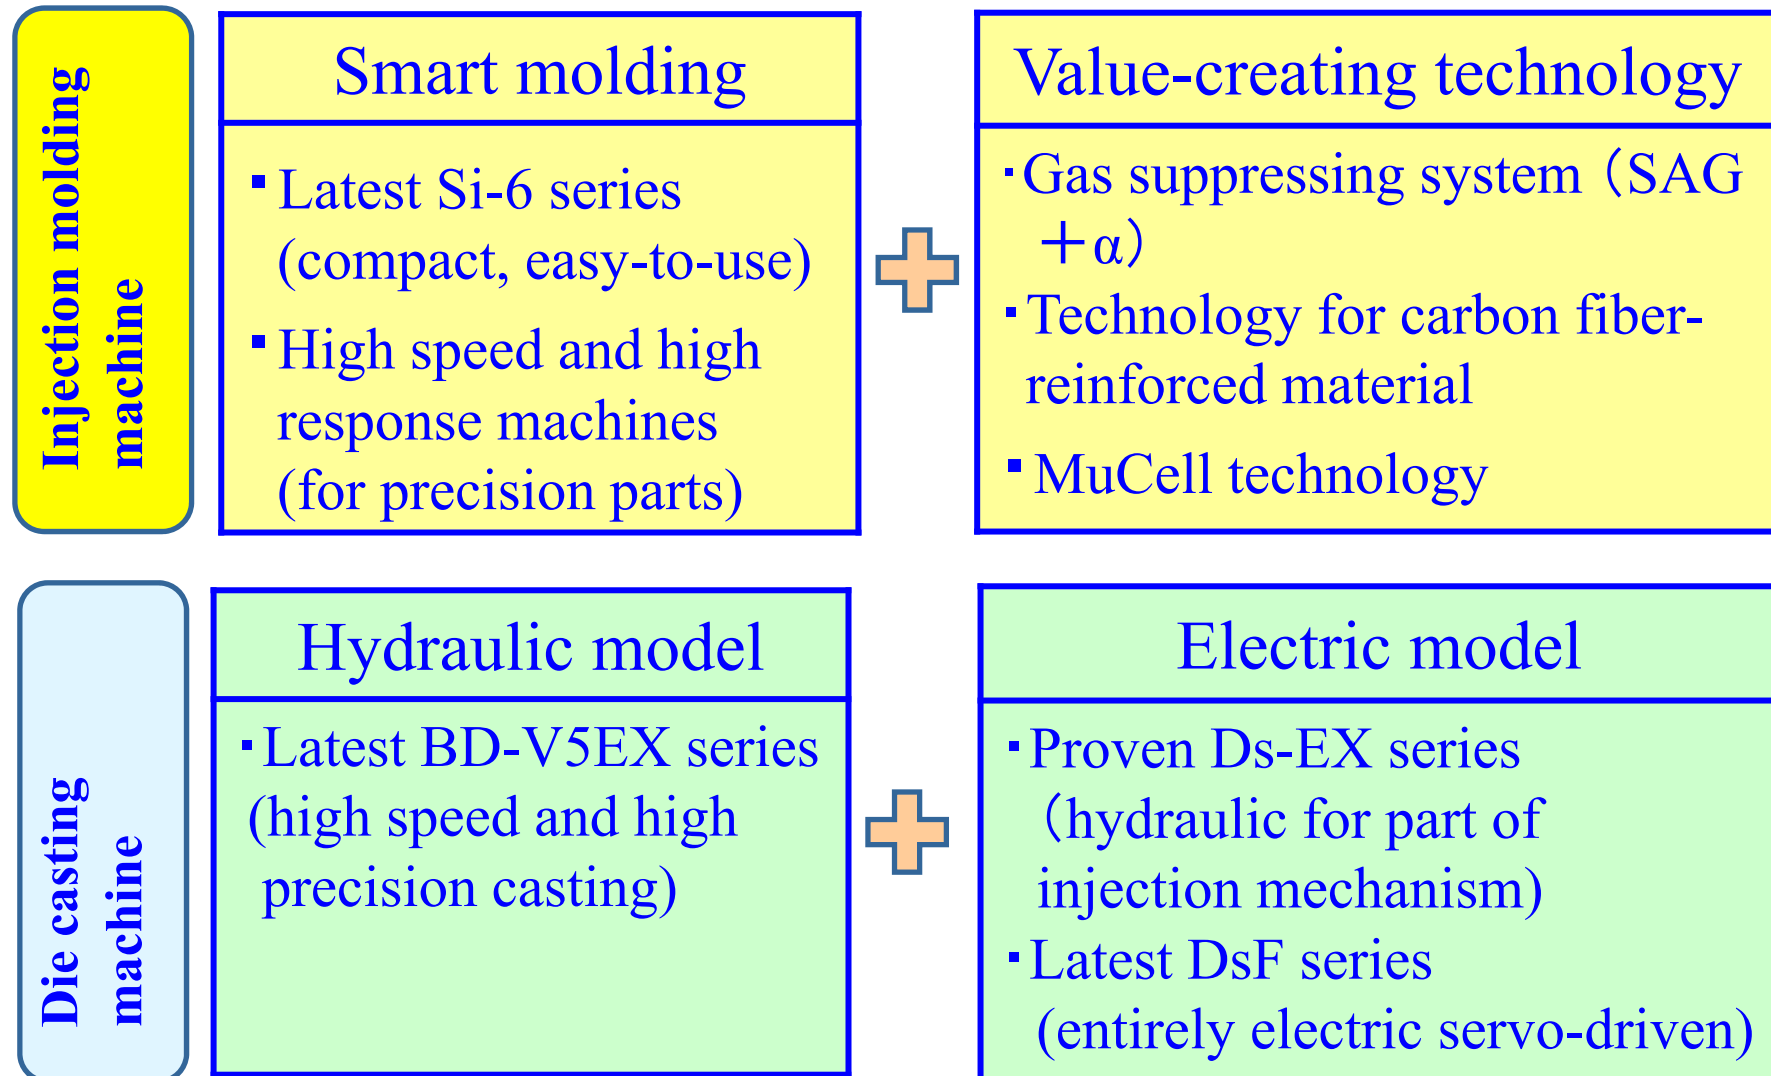 Injection molding
machine
Smart molding
▪Latest Si-6 series
(compact, easy-to-use)
▪High speed and high
response machines
(for precision parts)
Value-creating technology
▪Gas suppressing system（SAG
＋α）
▪Technology for carbon fiber-
reinforced material
▪MuCell technology
Die casting
machine
Hydraulic model
▪Latest BD-V5EX series
(high speed and high
precision casting)
Electric model
▪Proven Ds-EX series
（hydraulic for part of
injection mechanism)
▪Latest DsF series
(entirely electric servo-driven)